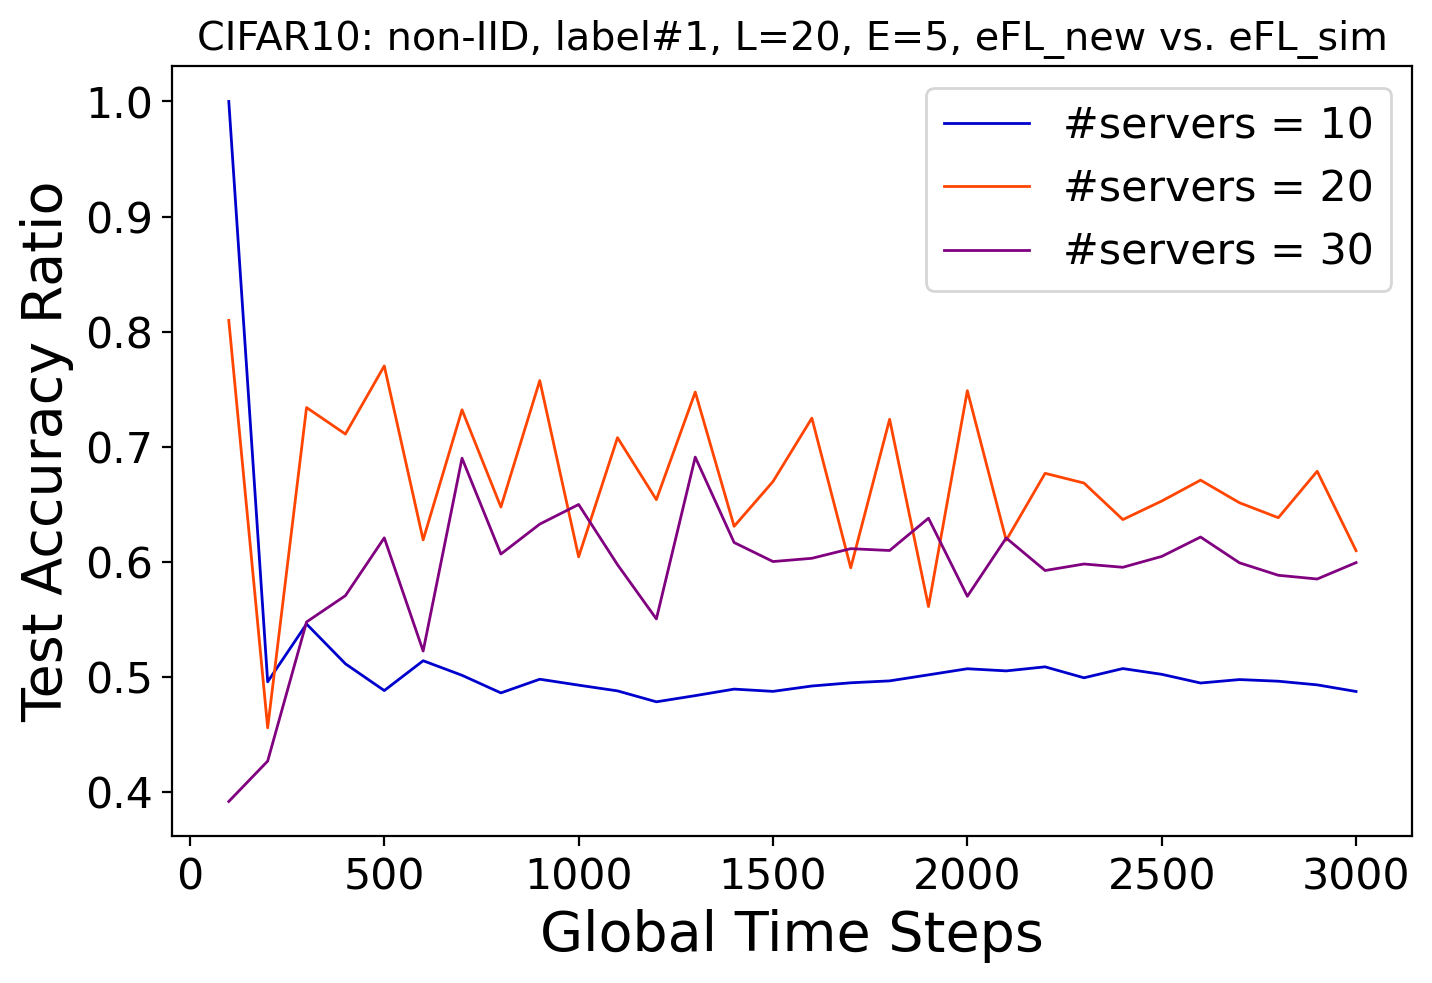 CIFAR10: non-IID, label#1, L=20, E=5, eFL_new vs. eFL_sim
#servers = 10
#servers = 20
#servers = 30
Test Accuracy Ratio
1.0
0.9
0.8
0.7
0.6
0.5
0.4
0 500 1000 1500 2000 2500 3000
Global Time Steps